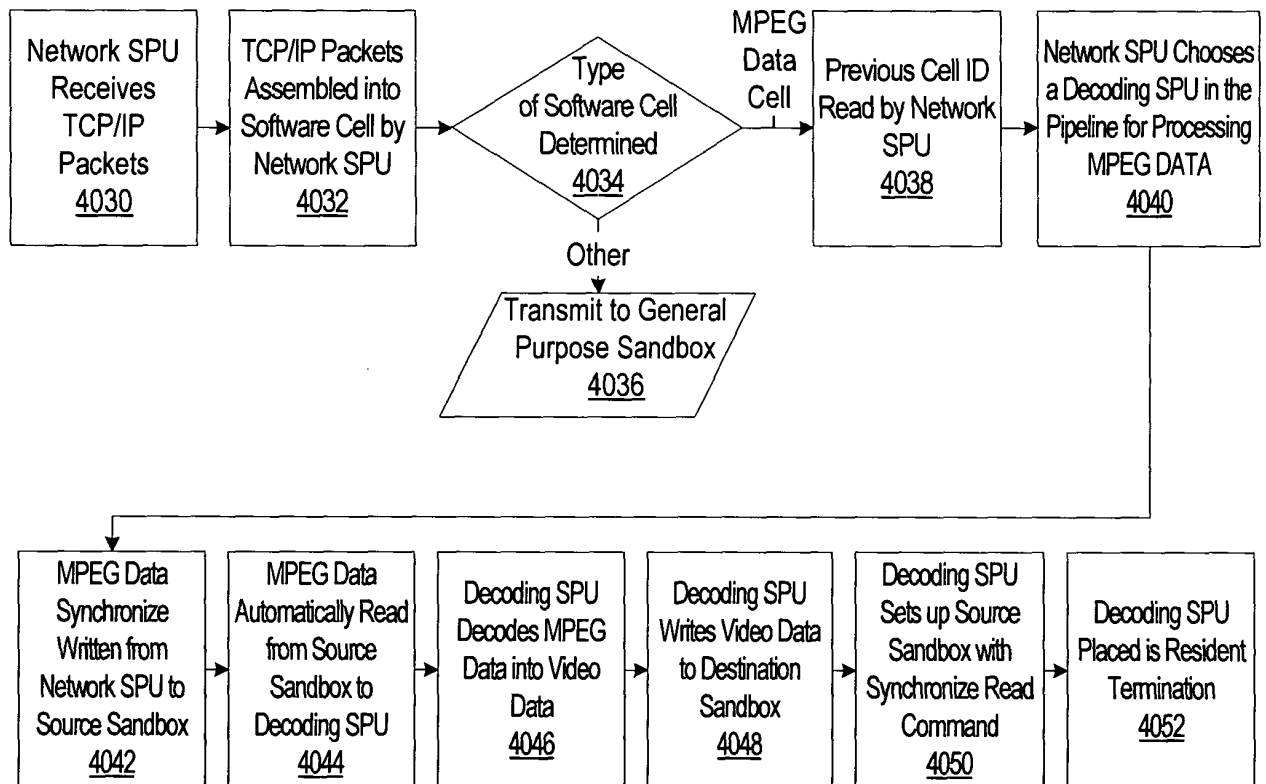 Network SPU
Receives
TCP/IP
Packets
4030
TCP/IP Packets
Assembled into
Software Cell by
Network SPU
4032
Type
of Software Cell
Determined
4034
MPEG
Data
Cell
Previous Cell ID
Read by Network
SPU
4038
Network SPU Chooses
a Decoding SPU in the
Pipeline for Processing
MPEG DATA
4040
Other
Transmit to General
Purpose Sandbox
4036
MPEG Data
Synchronize
Written from
Network SPU to
Source Sandbox
4042
MPEG Data
Automatically Read
from Source
Sandbox to
Decoding SPU
4044
Decoding SPU
Decodes MPEG
Data into Video
Data
4046
Decoding SPU
Writes Video Data
to Destination
Sandbox
4048
Decoding SPU
Sets up Source
Sandbox with
Synchronize Read
Command
4050
Decoding SPU
Placed is Resident
Termination
4052